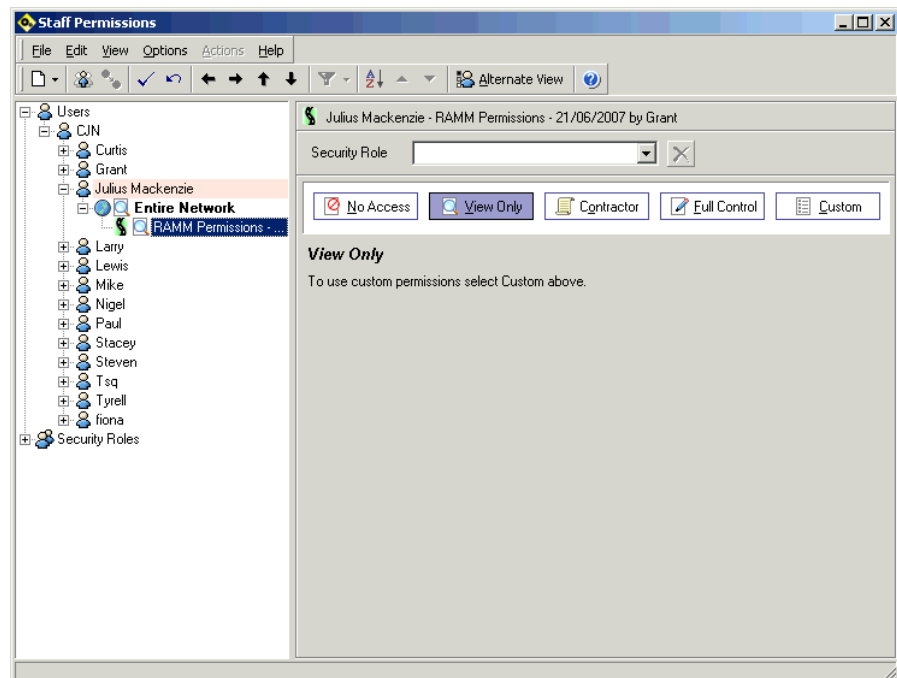 Staff Permissions
File Edit View Options Actions Help
Alternate View
Users
CJN
Curtis
Grant
Julius Mackenzie
Entire Network
RAMM Permissions - ...
Larry
Lewis
Mike
Nigel
Paul
Stacey
Steven
Tsq
Tyrell
fiona
Security Roles
Julius Mackenzie - RAMM Permissions - 21/06/2007 by Grant
Security Role
No Access View Only Contractor Full Control Custom
View Only
To use custom permissions select Custom above.